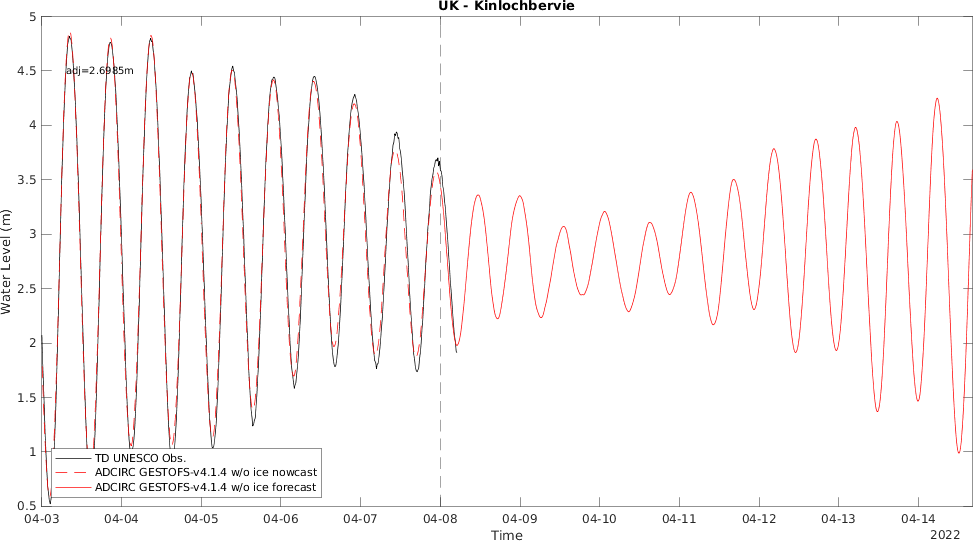 UK - Kinlochbervie
5
4.5
4
3.5
3
2.5
2
1.5
1
0.5
Water Level (m)
adj=2.6985m
TD UNESCO Obs.
ADCIRC GESTOFS-v4.1.4 w/o ice nowcast
ADCIRC GESTOFS-v4.1.4 w/o ice forecast
04-03 04-04 04-05 04-06 04-07 04-08 04-09 04-10 04-11 04-12 04-13 04-14
Time
2022